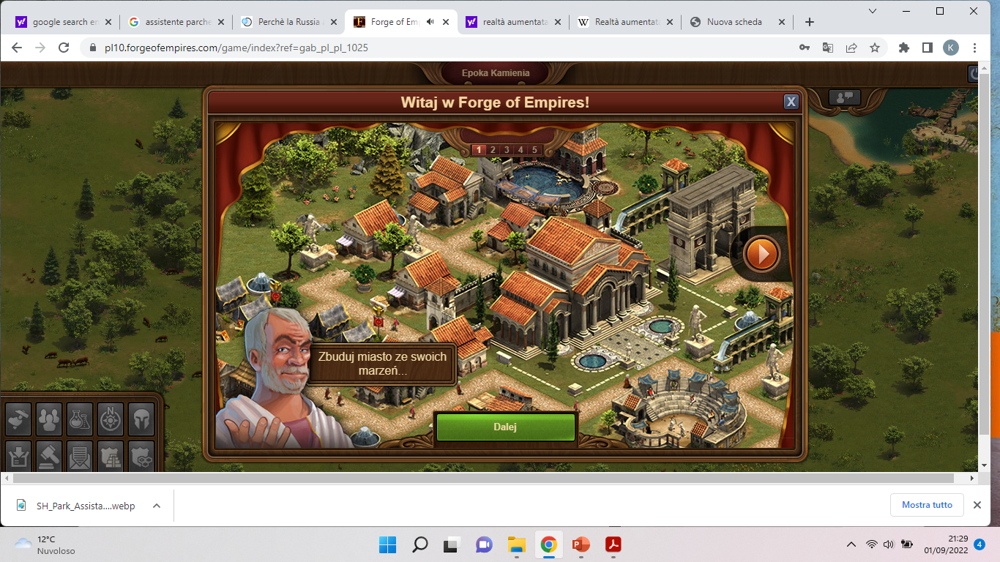 google search en
assistente parche
Perchè la Russia
Forge of Em
realtà aumentata
Realtà aumentat
Nuova scheda
pl10.forgeofempires.com/game/index?ref=gab_pl_pl_1025
K
Epoka Kamienia
Witaj w Forge of Empires!
X
1 2 3 4 5
Zbuduj miasto ze swoich
marzeń...
Dalej
N
SH_Park_Assista....webp
Mostra tutto
12°C
Nuvoloso
21:29
01/09/2022
4